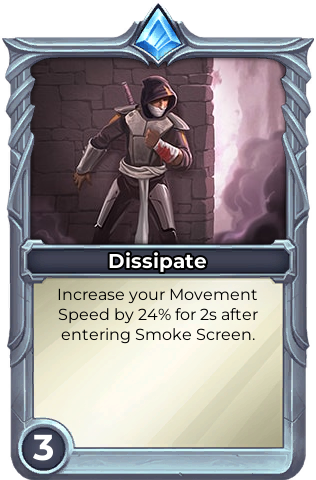 Dissipate
Increase your Movement
Speed by 24% for 2s after
entering Smoke Screen.
3